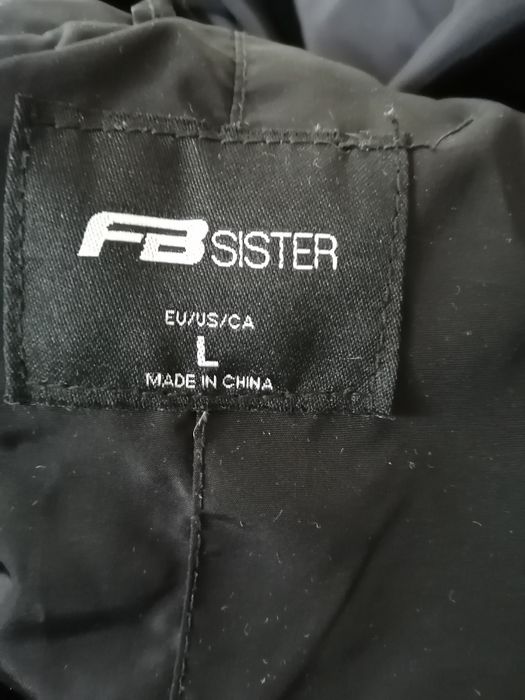 FB SISTER
EU/US/CA
L
MADE IN CHINA